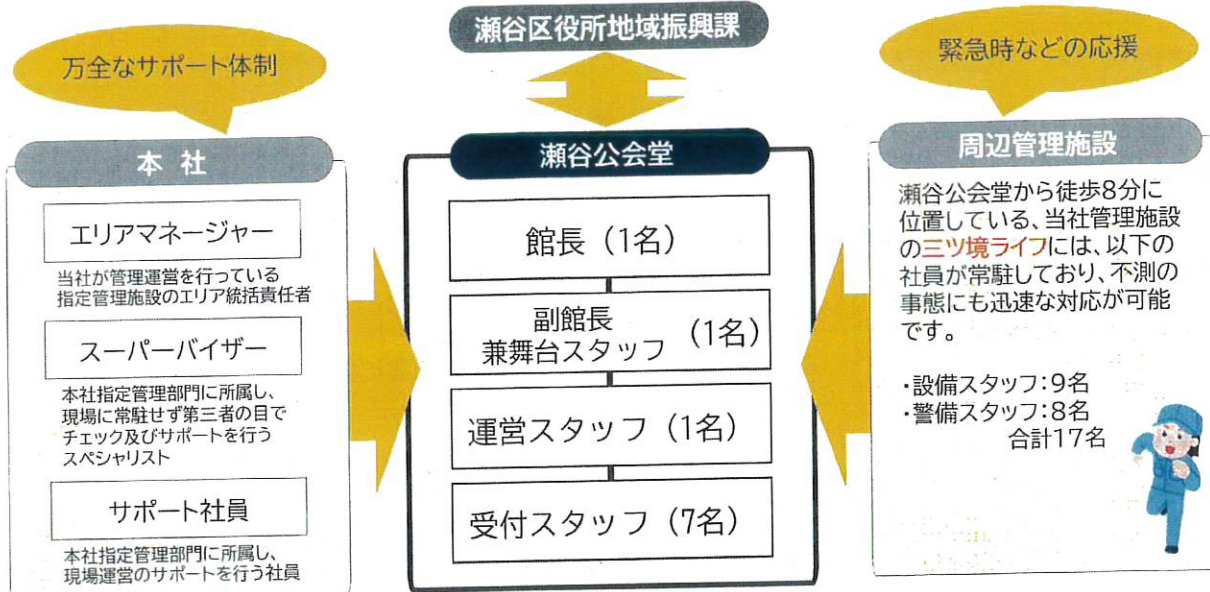 瀬谷区役所地域振興課
万全なサポート体制
本 社
エリアマネージャー
当社が管理運営を行っている
指定管理施設のエリア統括責任者
スーパーバイザー
本社指定管理部門に所属し、
現場に常駐せず第三者の目で
チェック及びサポートを行う
スペシャリスト
サポート社員
本社指定管理部門に所属し、
現場運営のサポートを行う社員
瀬谷公会堂
館長（1名）
副館長
兼舞台スタッフ（1名）
運営スタッフ（1名）
受付スタッフ（7名）
緊急時などの応援
周辺管理施設
瀬谷公会堂から徒歩8分に
位置している、当社管理施設
の三ツ境ライフには、以下の
社員が常駐しており、不測の
事態にも迅速な対応が可能
です。
・設備スタッフ：9名
・警備スタッフ：8名
合計17名